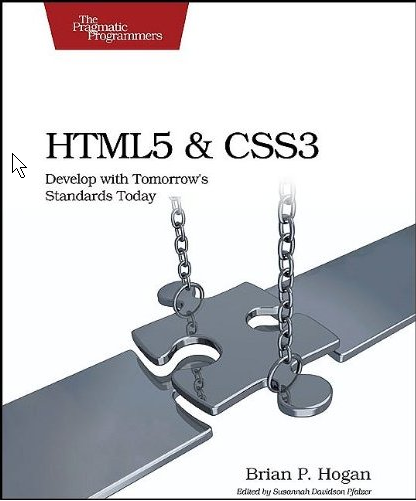 The
Pragmatic
Programmers
HTML5 & CSS3
Develop with Tomorrow's
Standards Today
Brian P. Hogan
Edited by Susannah Davidson Pfalzer